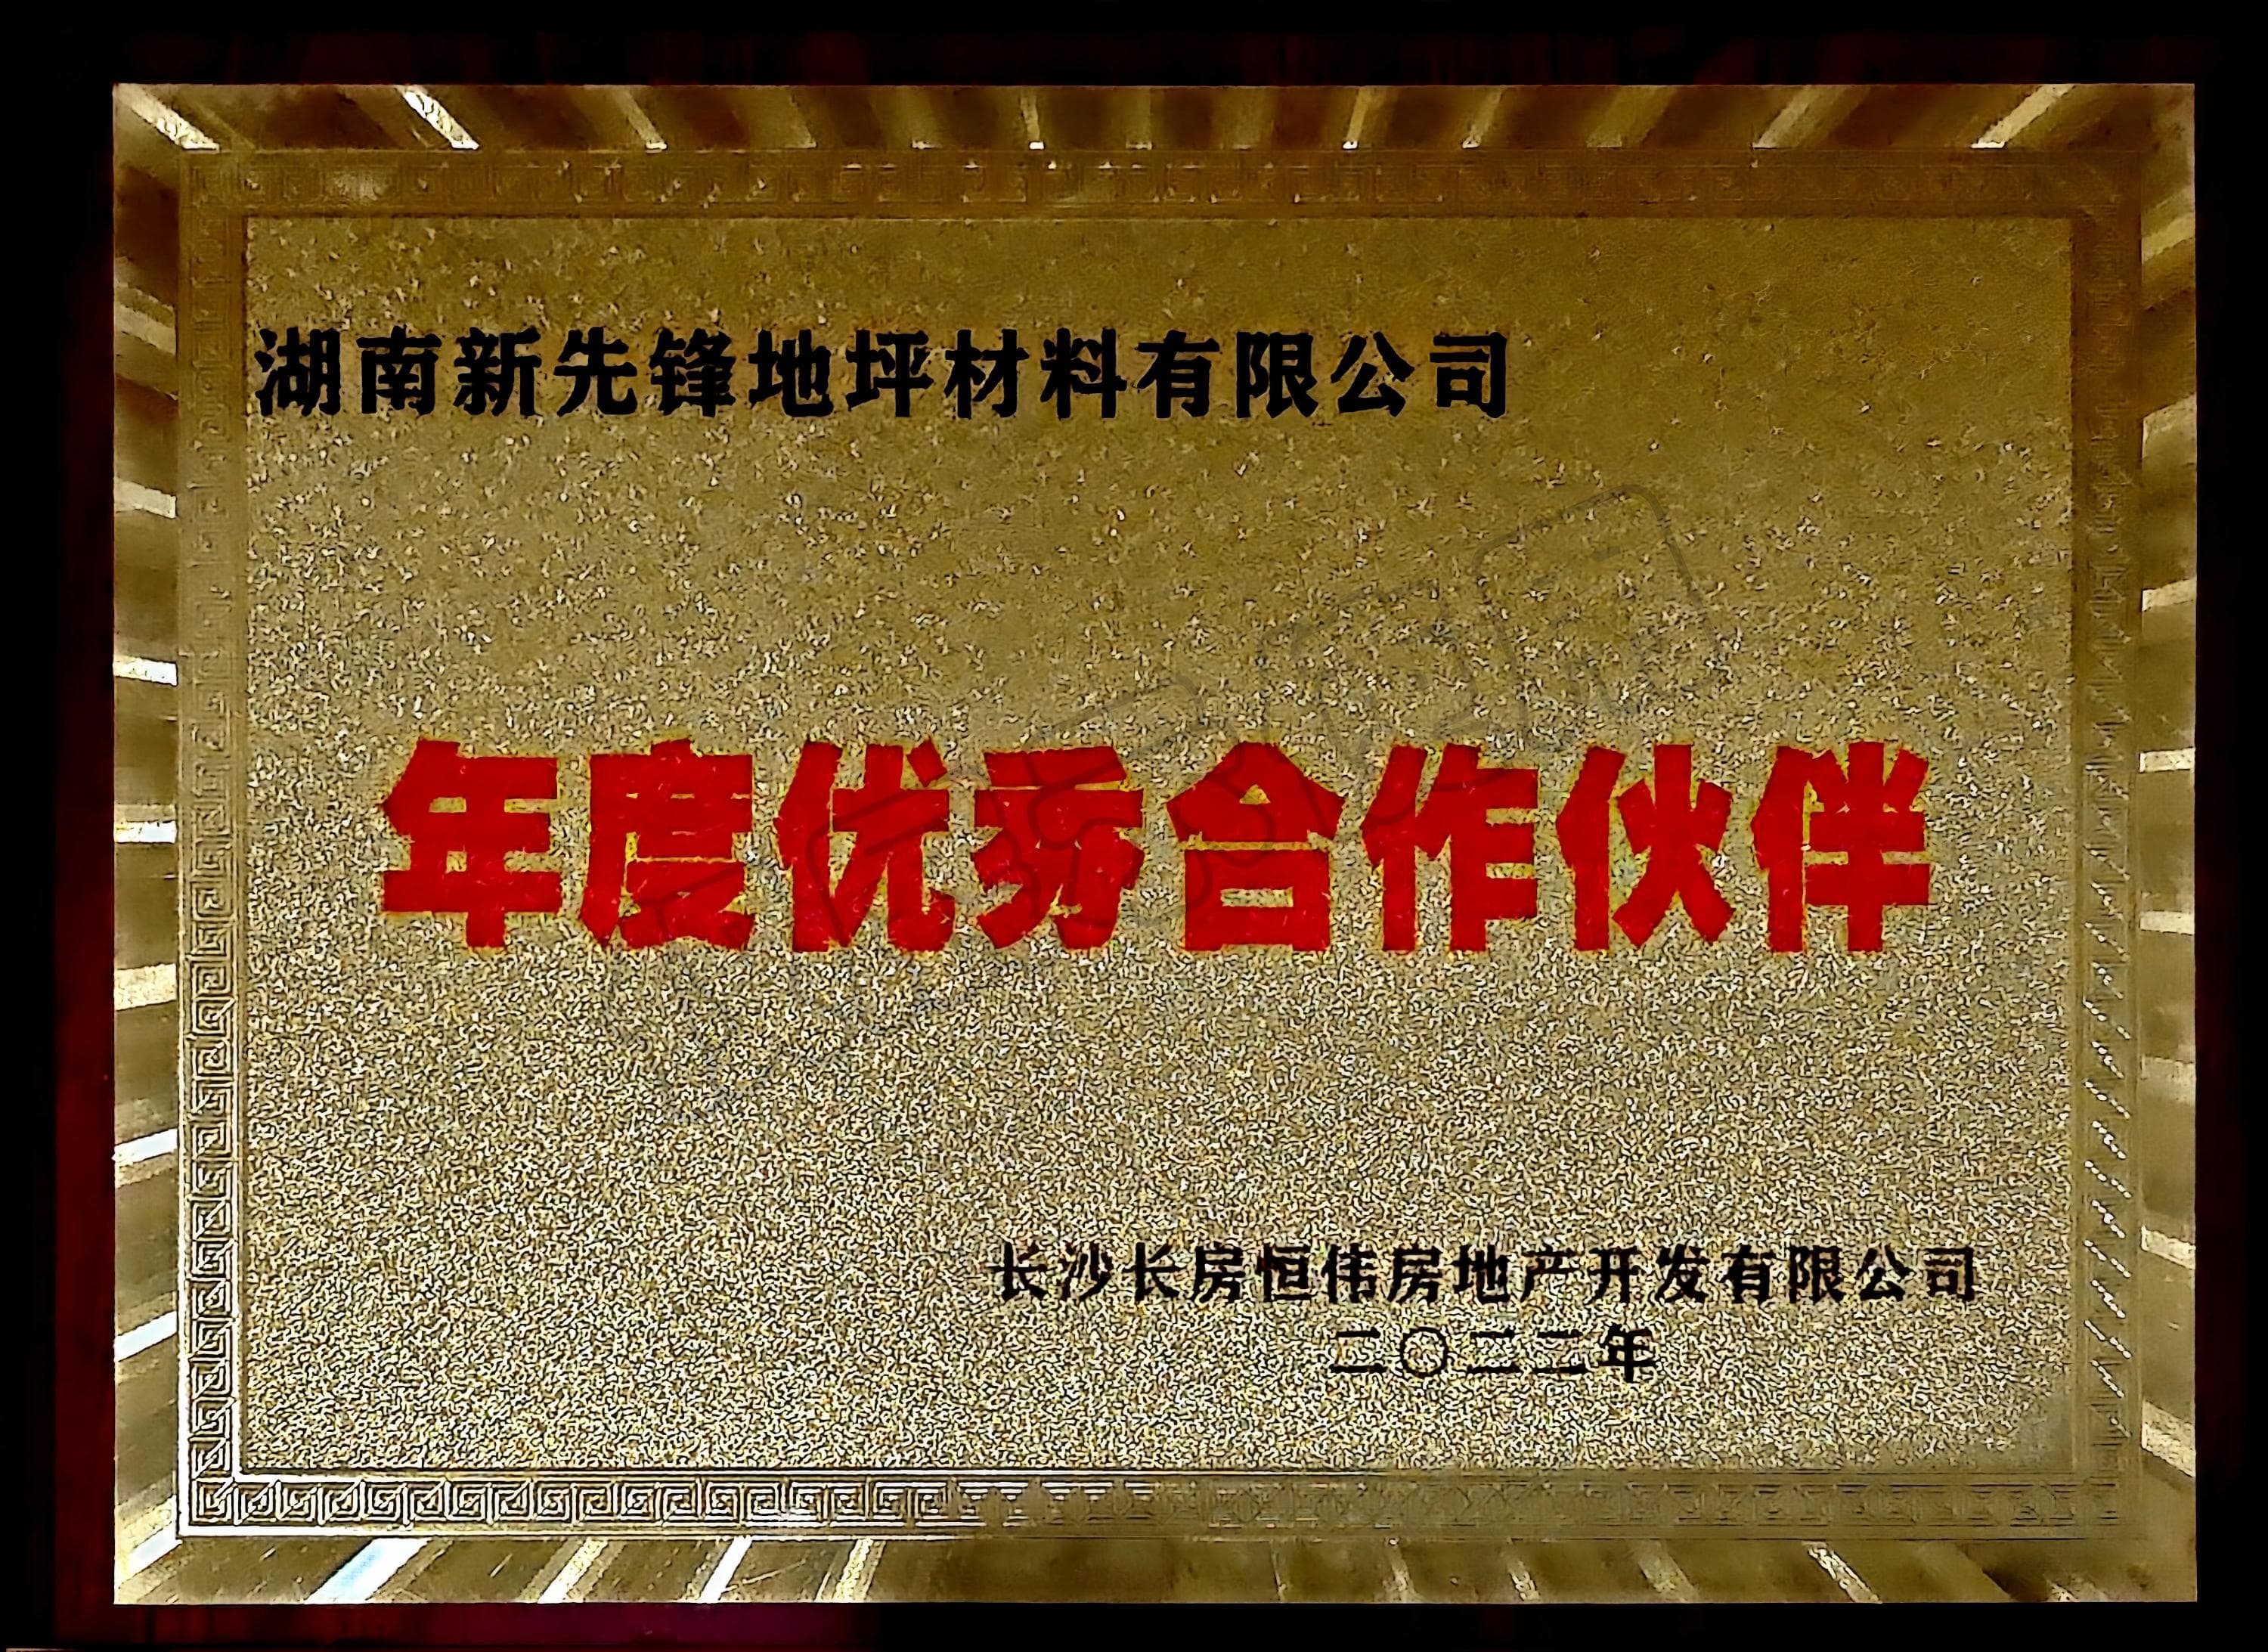 湖南新先锋地坪材料有限公司
年度优秀合作伙伴
长沙长房恒伟房地产开发有限公司
二〇二二年